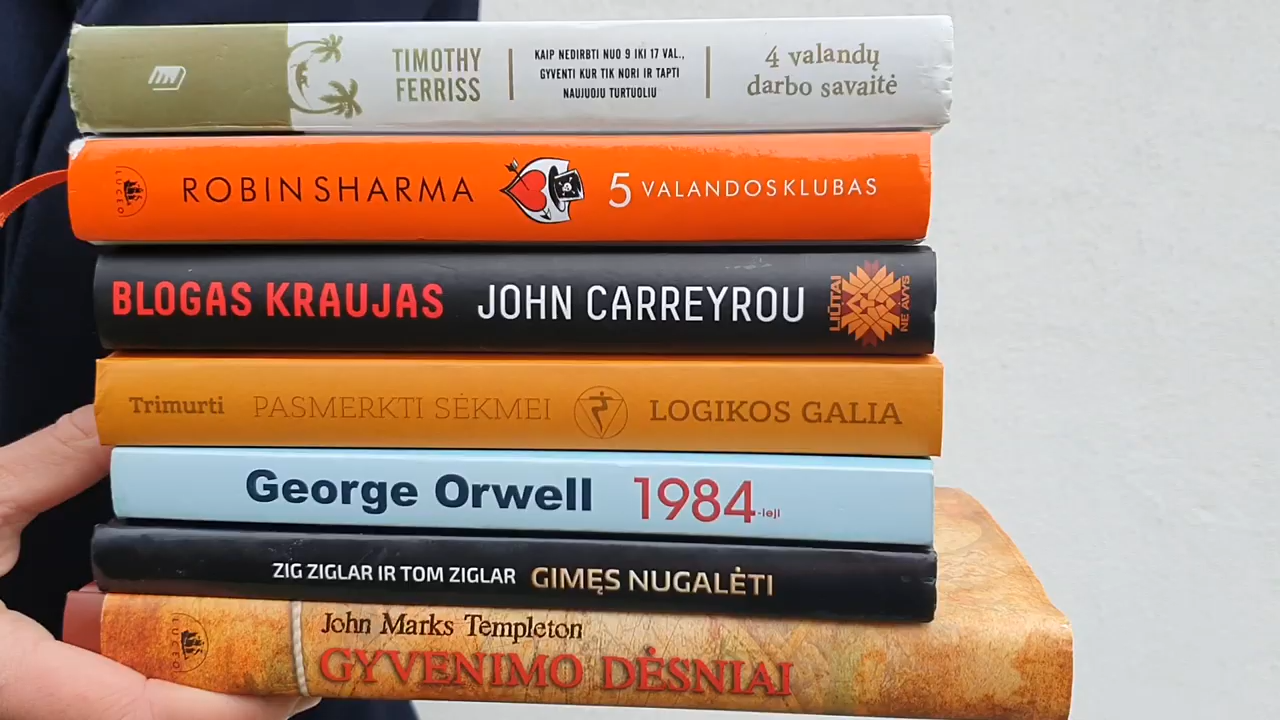 TIMOTHY
FERRISS
KAIP NEDIRBTI NUO 9 IKI 17 VAL.,
GYVENTI KUR TIK NORI IR TAPTI
NAUJUOJU TURTUOLIU
4 valandų
darbo savaitė
LUCEO
ROBIN SHARMA
5 VALANDOS KLUBAS
BLOGAS KRAUJAS JOHN CARREYROU
LIŪTAI
NE AVYS
Trimurti PASMERKTI SĖKMEI LOGIKOS GALIA
George Orwell 1984-ieji
ZIG ZIGLAR IR TOM ZIGLAR GIMĘS NUGALĖTI
LUCEO
John Marks Templeton
GYVENIMO DĖSNIAI